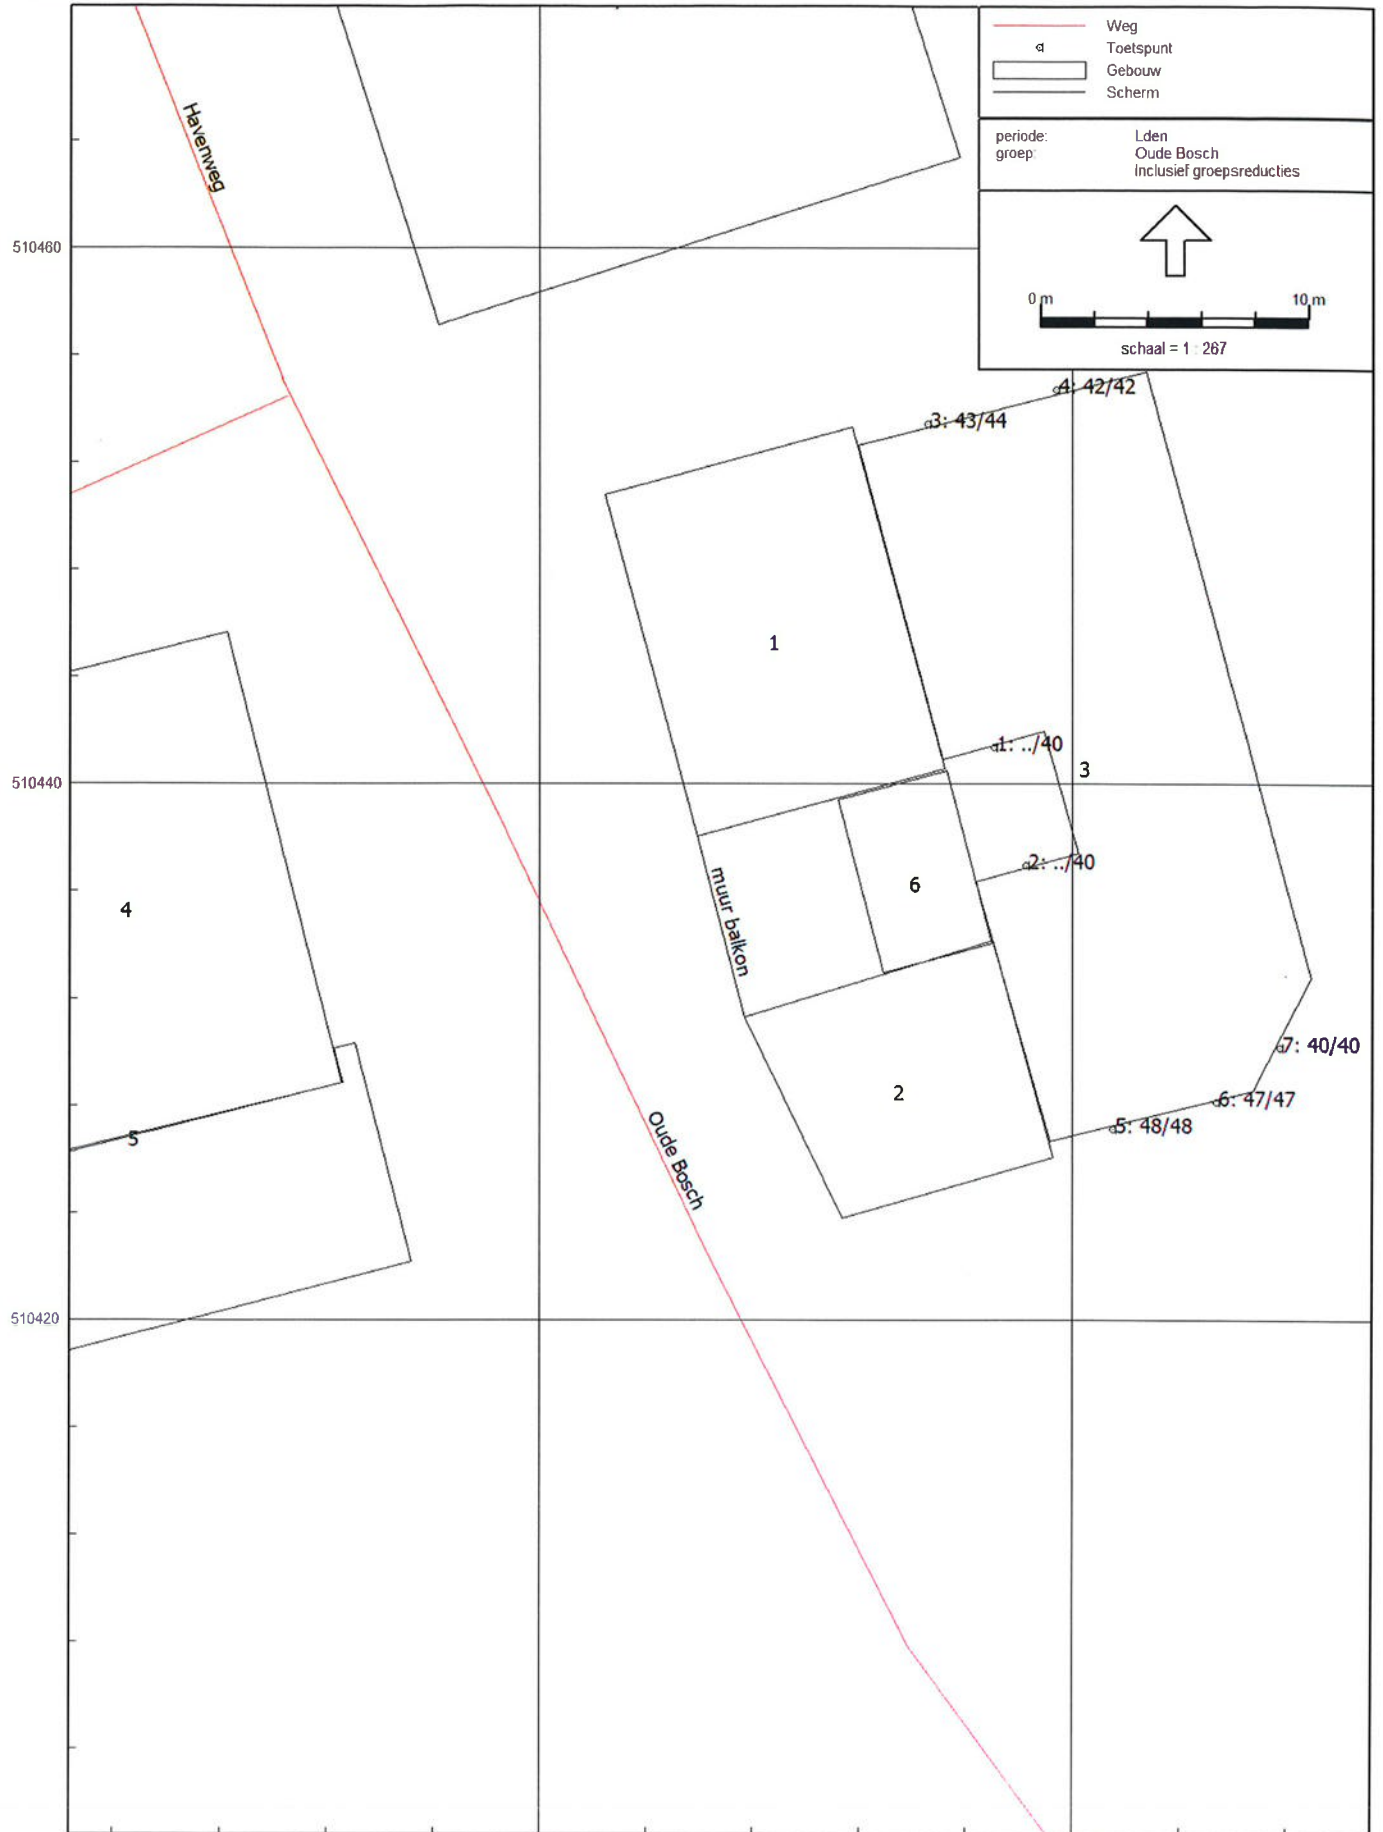 Weg
Toetspunt
Gebouw
Scherm
periode: Lden
groep: Oude Bosch
Inclusief groepsreducties
0 m 10 m
schaal = 1 : 267
Havenweg
510460
4: 42/42
3: 43/44
1
1: ../40
3
510440
2: ../40
6
muur balkon
4
7: 40/40
2
6: 47/47
5: 48/48
5
Oude Bosch
510420